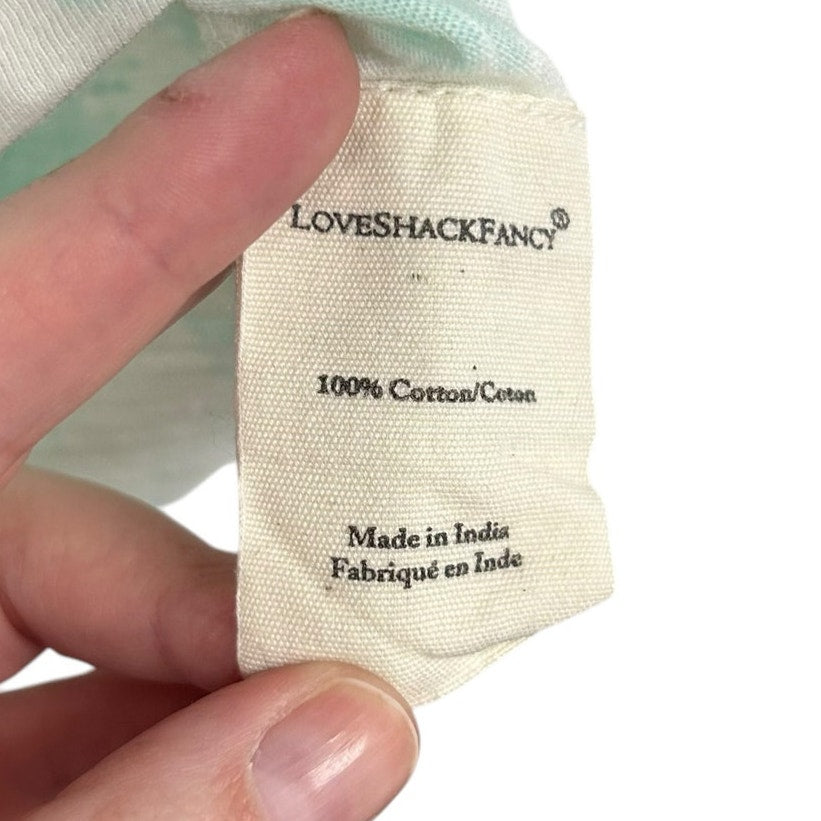 LOVESHACKFANCY®
100% Cotton/Coton
Made in India
Fabriqué en Inde